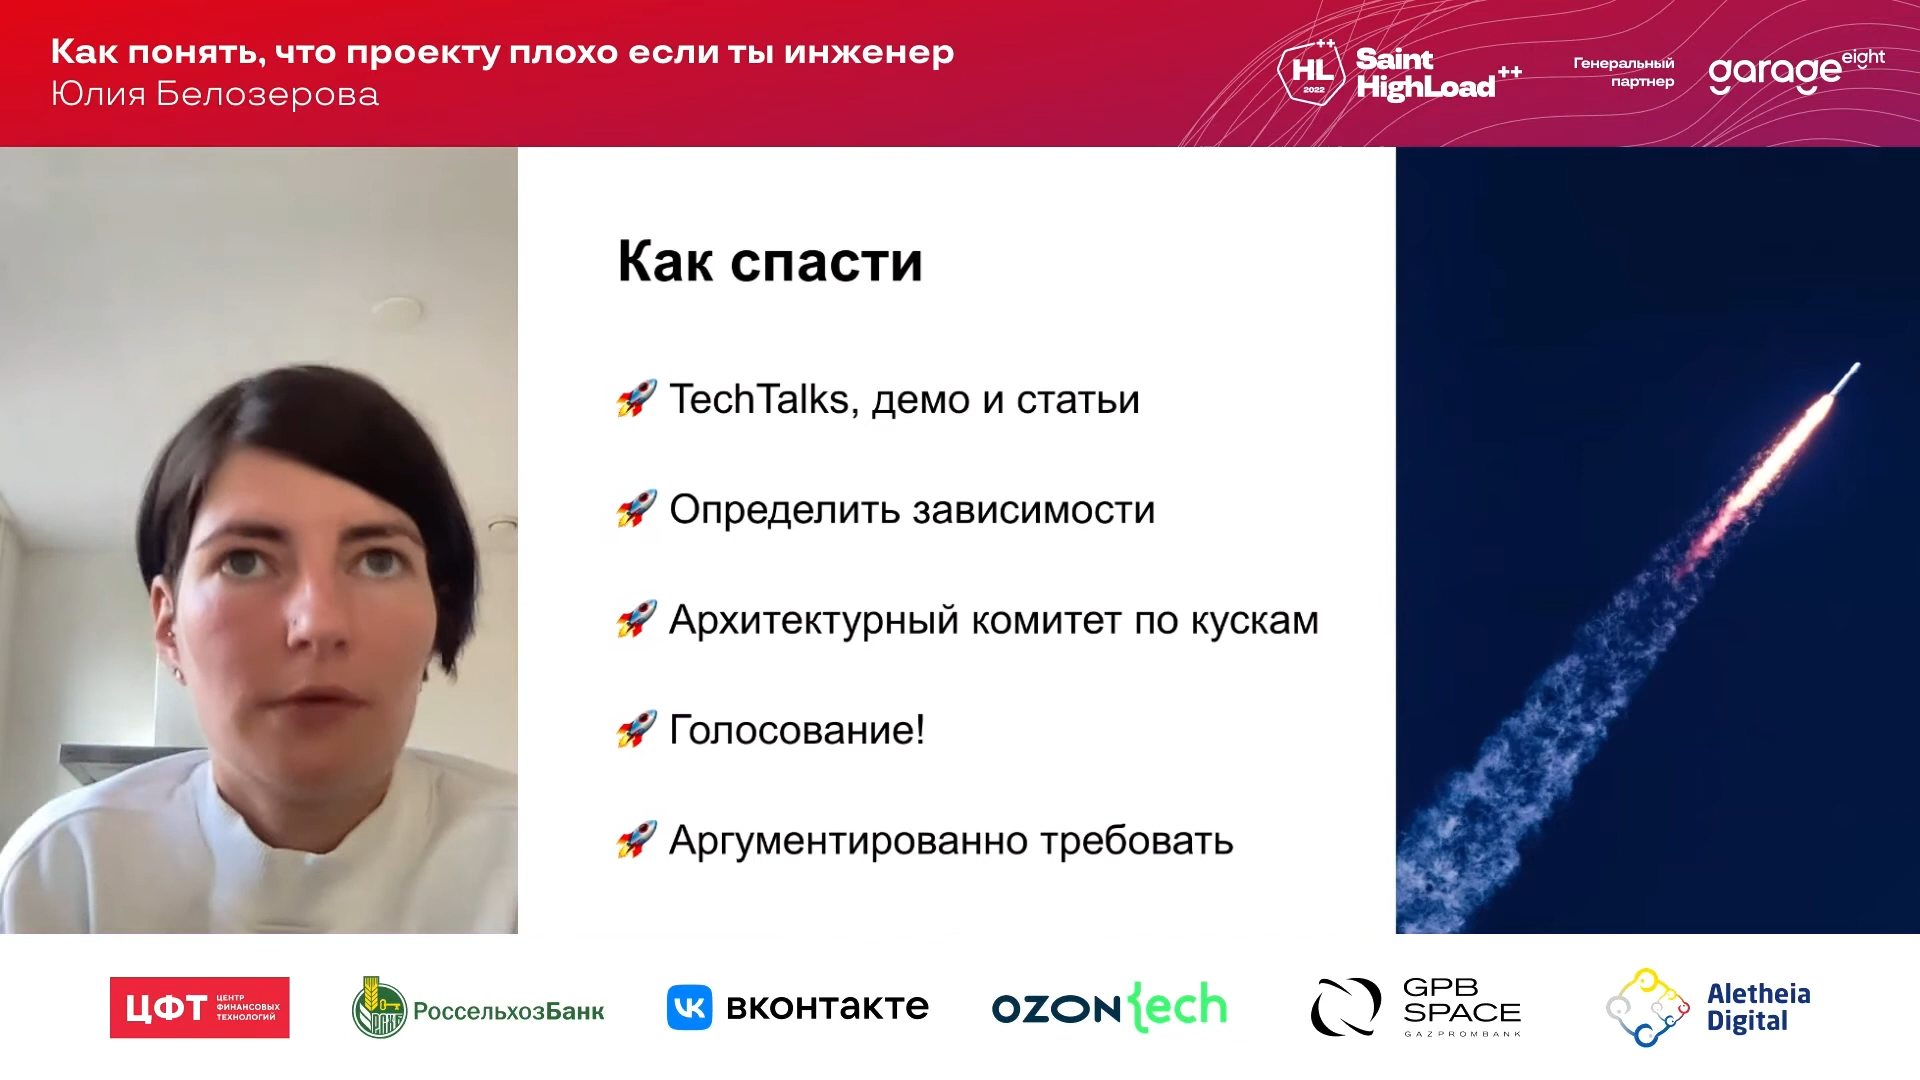 Как понять, что проекту плохо если ты инженер
Юлия Белозерова
HL++
2022
Saint
HighLoad++
Генеральный
партнер
garage eight
Как спасти
TechTalks, демо и статьи
Определить зависимости
Архитектурный комитет по кускам
Голосование!
Аргументированно требовать
ЦФТ
ЦЕНТР
ФИНАНСОВЫХ
ТЕХНОЛОГИЙ
РСХБ
РоссельхозБанк
вконтакте
OZON tech
GPB
SPACE
GAZPROMBANK
Aletheia
Digital